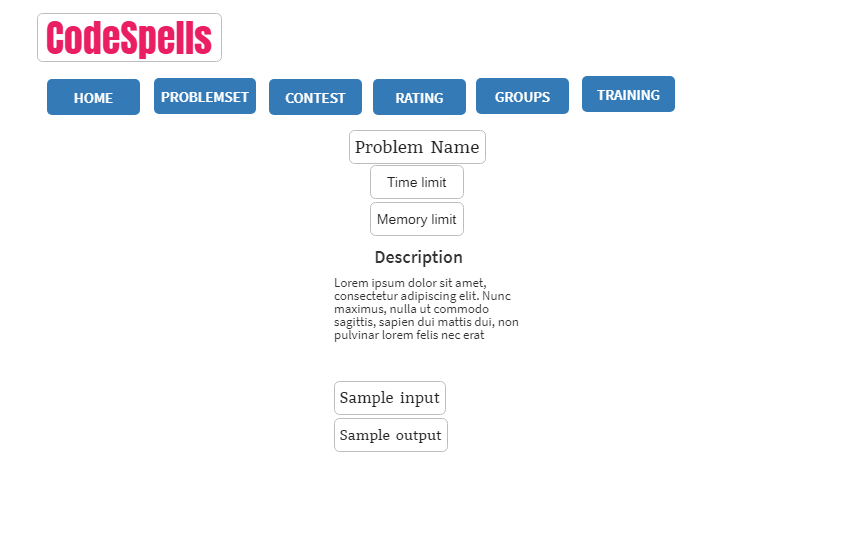 CodeSpells
HOME PROBLEMSET CONTEST RATING GROUPS TRAINING
Problem Name
Time limit
Memory limit
Description
Lorem ipsum dolor sit amet,
consectetur adipiscing elit. Nunc
maximus, nulla ut commodo
sagittis, sapien dui mattis dui, non
pulvinar lorem felis nec erat
Sample input
Sample output